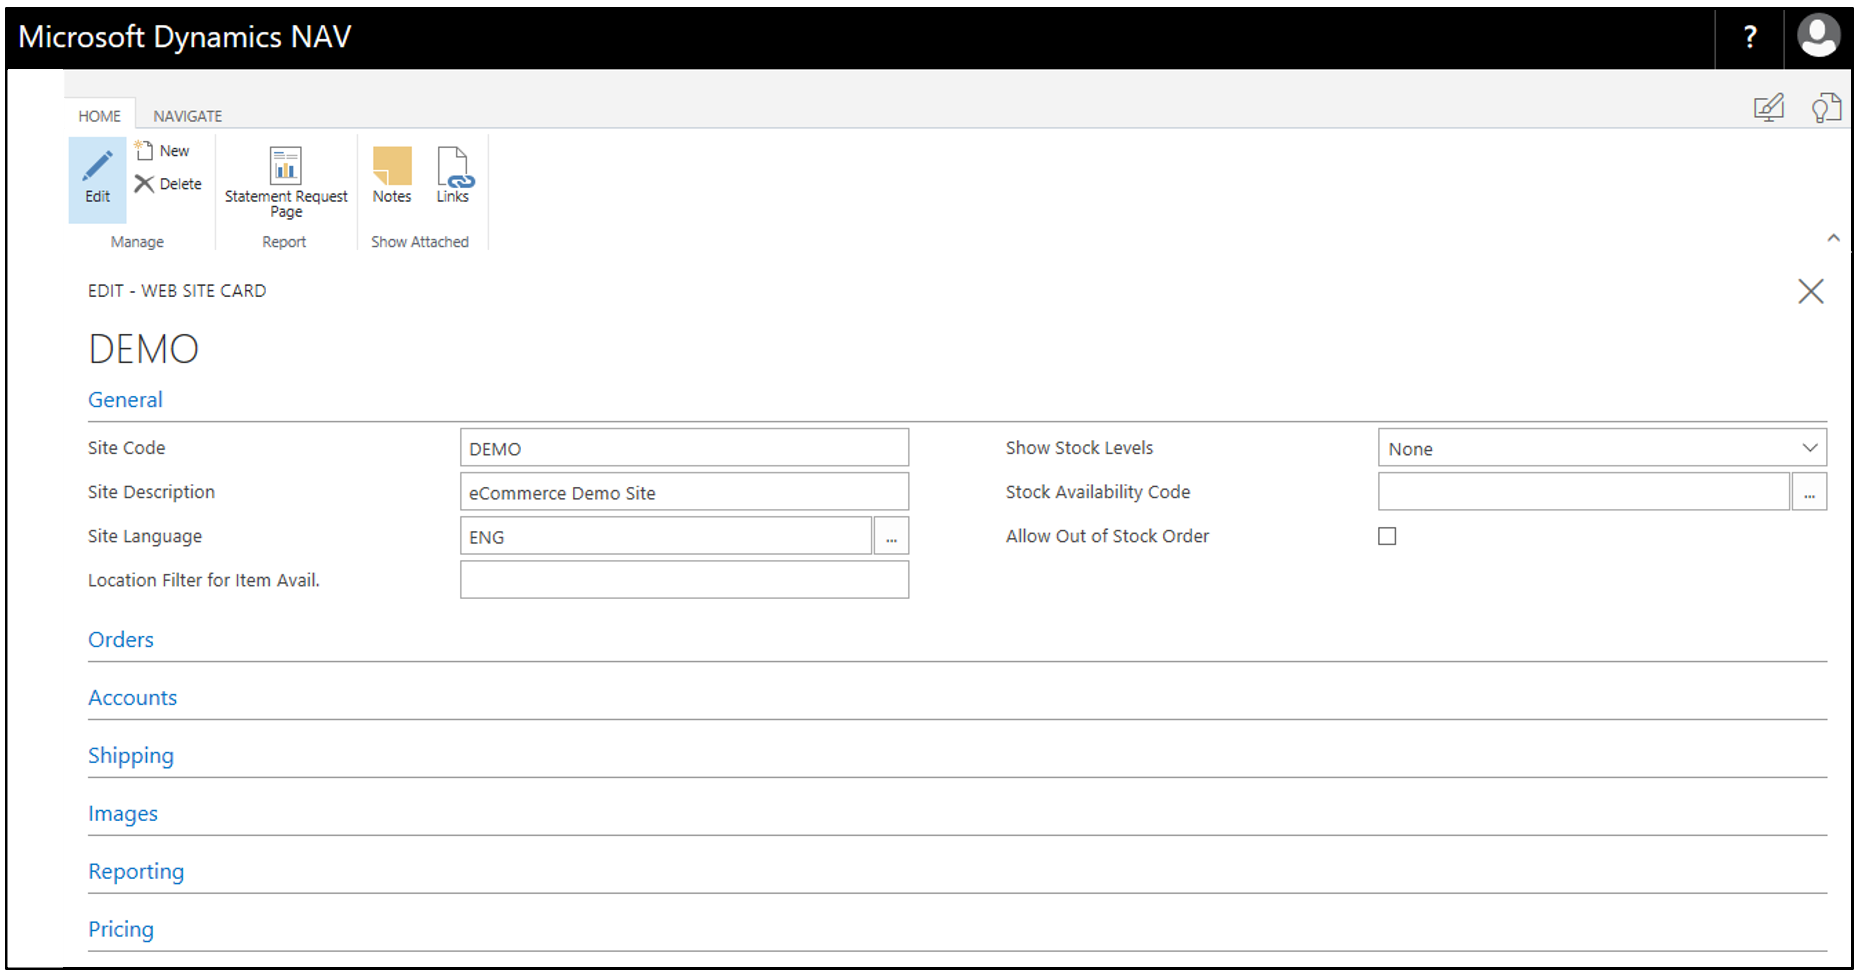 Microsoft Dynamics NAV ?
HOME NAVIGATE
Edit
New
Delete
Manage
Statement Request
Page
Report
Notes
Links
Show Attached
EDIT - WEB SITE CARD
DEMO
General
Site Code DEMO
Show Stock Levels None
Site Description eCommerce Demo Site
Stock Availability Code ...
Site Language ENG ...
Allow Out of Stock Order
Location Filter for Item Avail.
Orders
Accounts
Shipping
Images
Reporting
Pricing